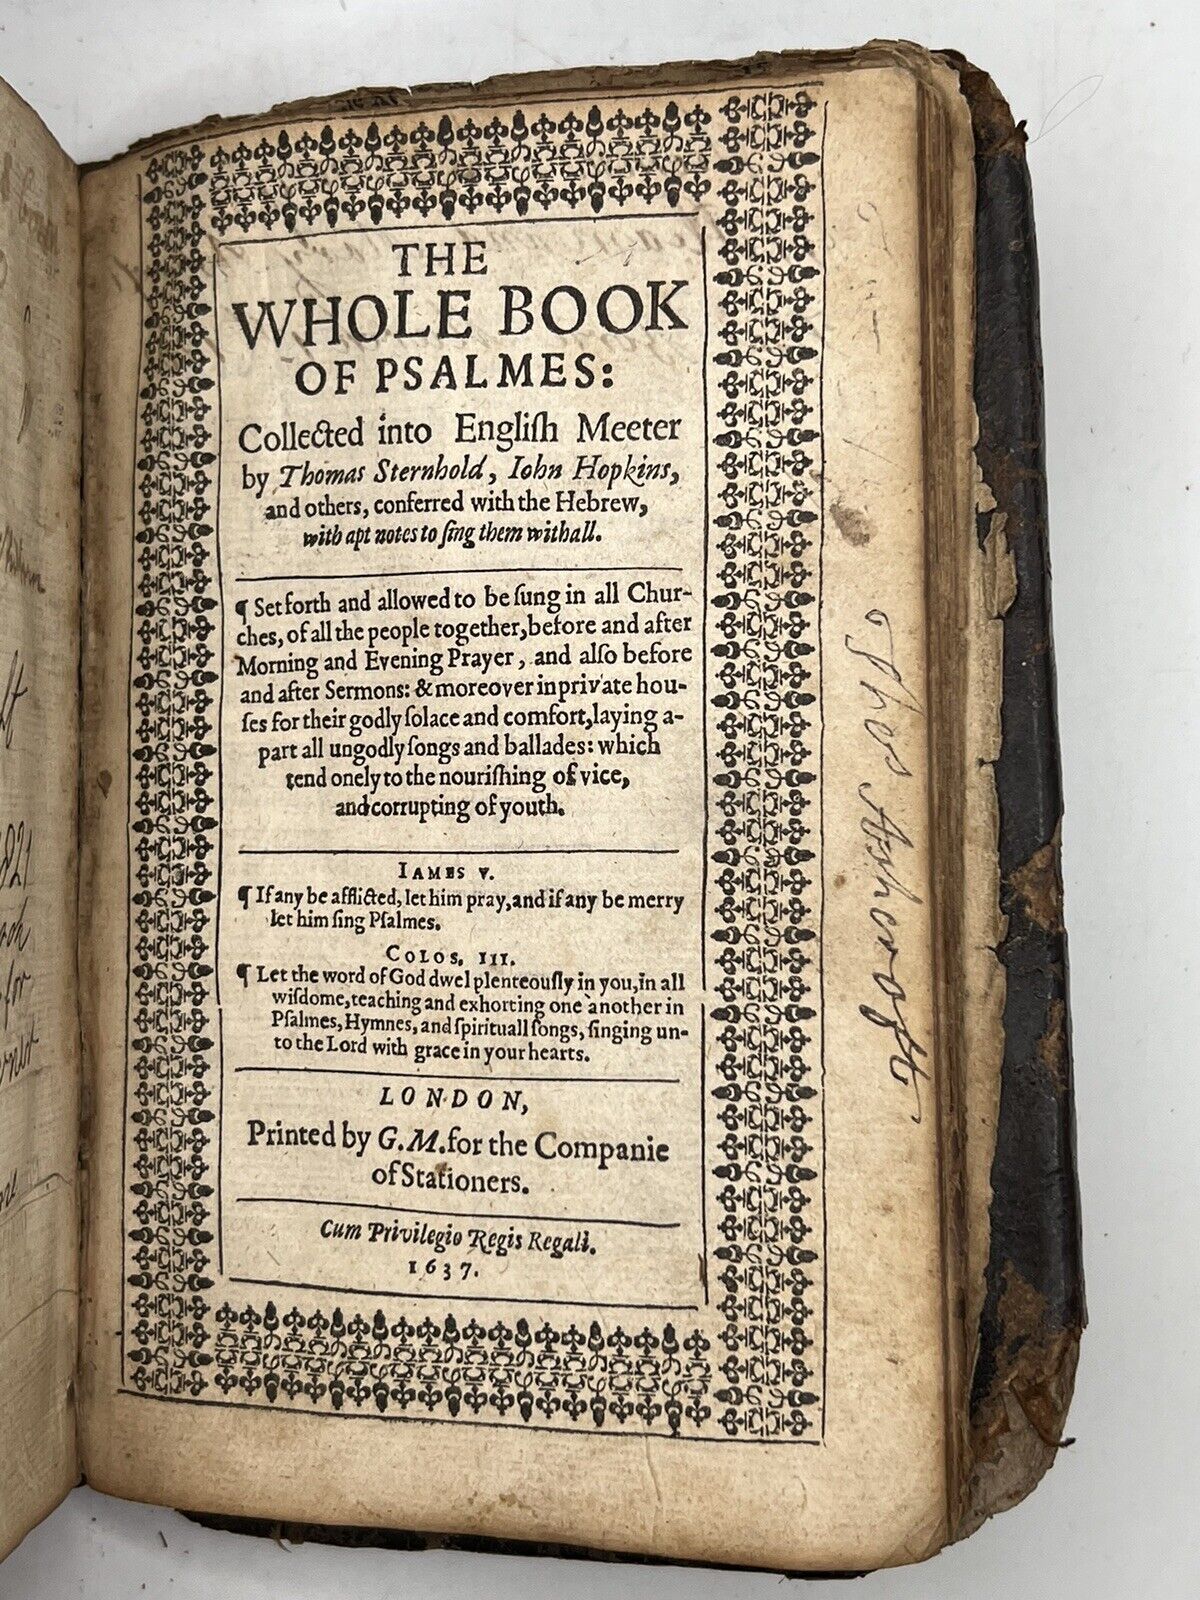 THE
WHOLE BOOK
OF PSALMES:
Collected into Engliſh Meeter
by Thomas Sternhold, Iohn Hopkins,
and others, conferred with the Hebrew,
with apt notes to ſing them withall.
¶ Set forth and allowed to be ſung in all Chur-
ches, of all the people together, before and after
Morning and Evening Prayer, and alſo before
and after Sermons: & moreover in private hou-
ſes for their godly ſolace and comfort, laying a-
part all ungodly ſongs and ballades: which
tend onely to the nouriſhing of vice,
and corrupting of youth.
IAMES V.
¶ If any be afflicted, let him pray, and if any be merry
let him ſing Pſalmes.
COLOS. III.
¶ Let the word of God dwel plenteouſly in you, in all
wiſdome, teaching and exhorting one another in
Pſalmes, Hymnes, and ſpirituall ſongs, ſinging un-
to the Lord with grace in your hearts.
LONDON,
Printed by G. M. for the Companie
of Stationers.
Cum Privilegio Regis Regali.
1637.
Thos Ashcroft